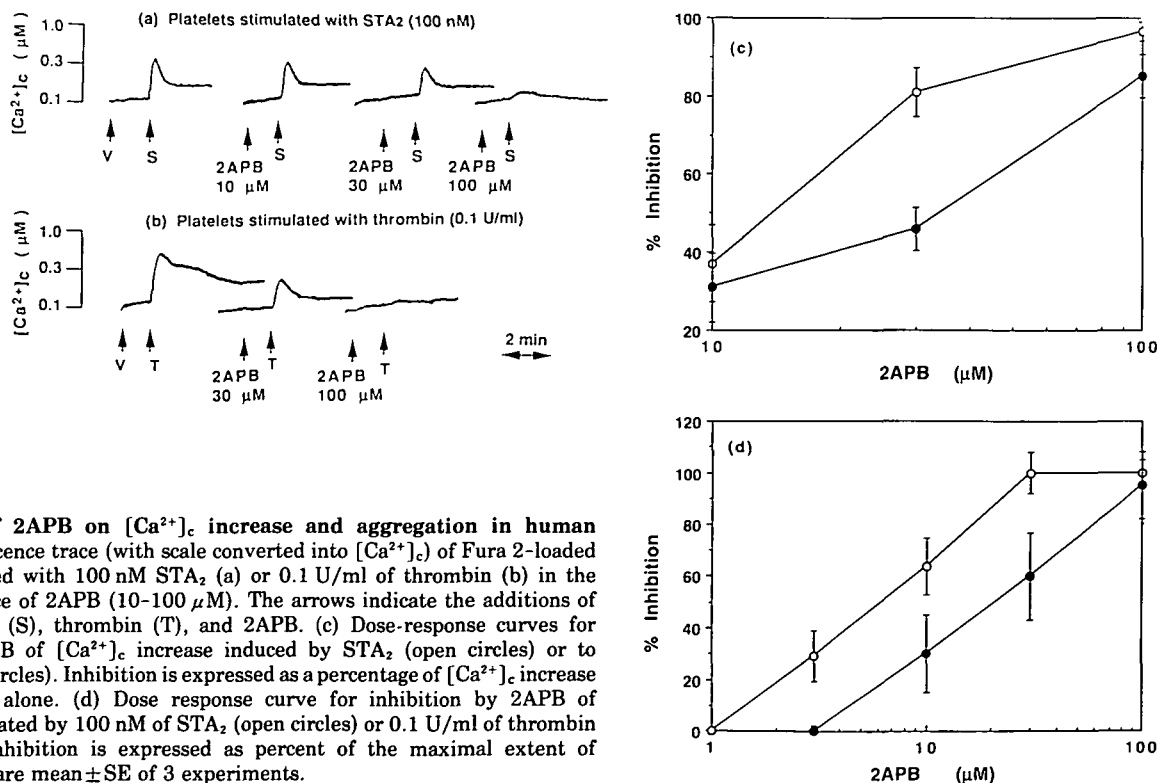 (a) Platelets stimulated with STA2 (100 nM)
[Ca2+]c ( μM )
1.0
0.3
0.1
V
S
2APB
10 μM
S
2APB
30 μM
S
2APB
100 μM
S
(b) Platelets stimulated with thrombin (0.1 U/ml)
[Ca2+]c ( μM )
1.0
0.3
0.1
V
T
2APB
30 μM
T
2APB
100 μM
T
2 min
(c)
% Inhibition
100
80
60
40
20
10
100
2APB (μM)
(d)
% Inhibition
120
100
80
60
40
20
0
1
10
100
2APB (μM)
2APB on [Ca2+]c increase and aggregation in human
cence trace (with scale converted into [Ca2+]c) of Fura 2-loaded
ed with 100 nM STA2 (a) or 0.1 U/ml of thrombin (b) in the
ce of 2APB (10-100 μM). The arrows indicate the additions of
(S), thrombin (T), and 2APB. (c) Dose-response curves for
PB of [Ca2+]c increase induced by STA2 (open circles) or to
ircles). Inhibition is expressed as a percentage of [Ca2+]c increase
alone. (d) Dose response curve for inhibition by 2APB of
ated by 100 nM of STA2 (open circles) or 0.1 U/ml of thrombin
nhibition is expressed as percent of the maximal extent of
are mean±SE of 3 experiments.